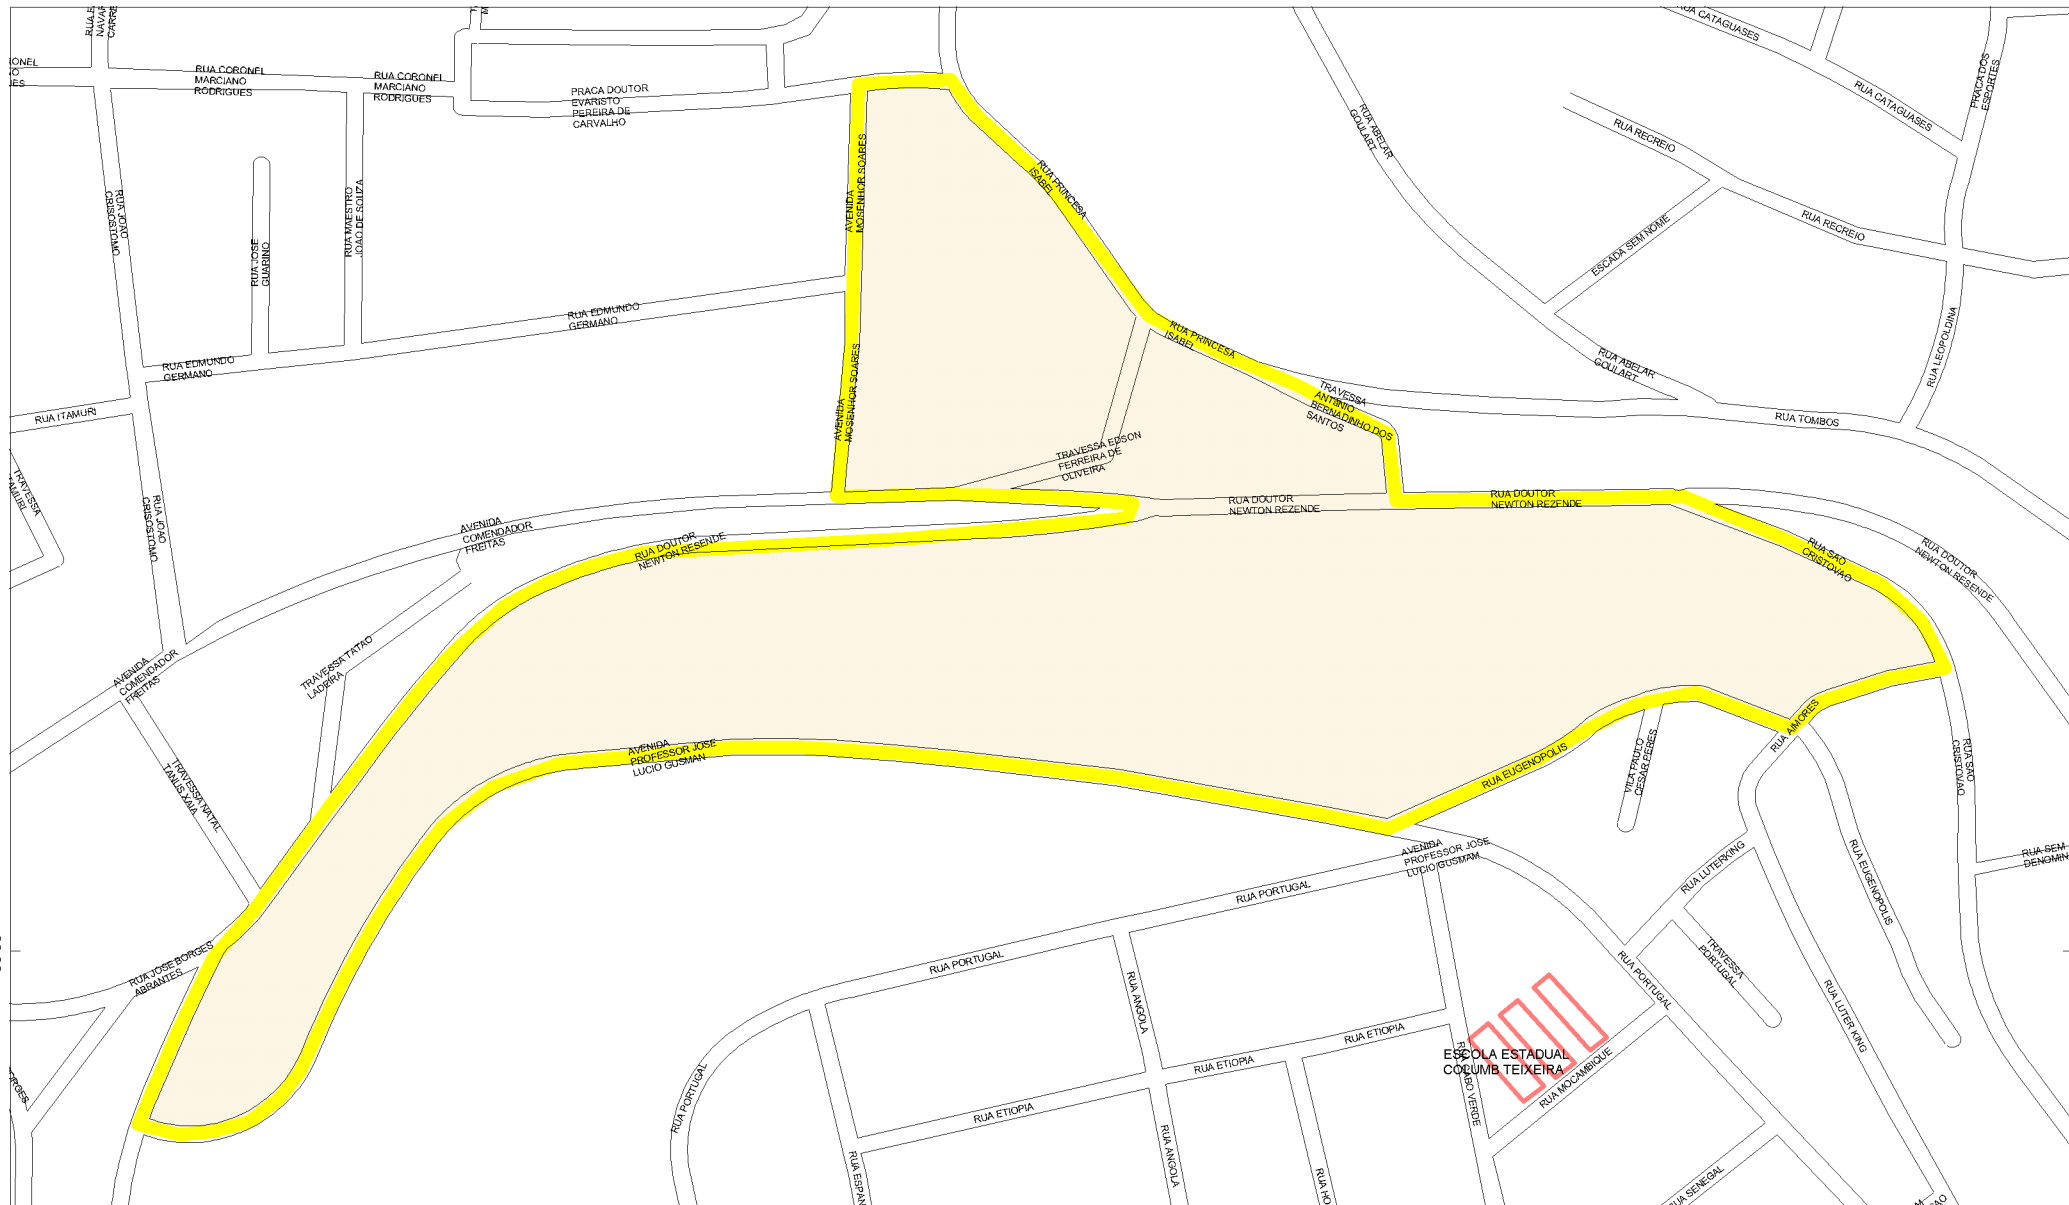 RUA CATAGUASES
RUA CORONEL
MARCIANO
RODRIGUES
RUA CORONEL
MARCIANO
RODRIGUES
PRACA DOUTOR
EVARISTO
PEREIRA DE
CARVALHO
RUA CATAGUASES
PRACA DOS
ESPORTES
RUA ABELAR
GOULART
RUA RECREIO
AVENIDA
MOSENHOR SOARES
RUA PRINCESA
ISABEL
RUA JOAO
CRISOSTOMO
RUA MAESTRO
JOAO DE SOUZA
RUA JOSE
GUARINO
RUA RECREIO
ESCADA SEM NOME
RUA EDMUNDO
GERMANO
RUA PRINCESA
ISABEL
RUA LEOPOLDINA
RUA EDMUNDO
GERMANO
RUA ABELAR
GOULART
AVENIDA
MOSENHOR SOARES
TRAVESSA
ANTONIO
BERNADINHO DOS
SANTOS
RUA ITAMURI
RUA TOMBOS
TRAVESSA EDSON
FERREIRA DE
OLIVEIRA
TRAVESSA
RUA JOAO
CRISOSTOMO
RUA DOUTOR
NEWTON REZENDE
RUA DOUTOR
NEWTON REZENDE
AVENIDA
COMENDADOR
FREITAS
RUA DOUTOR
NEWTON RESENDE
RUA SAO
CRISTOVAO
RUA DOUTOR
NEWTON RESENDE
AVENIDA
COMENDADOR
FREITAS
TRAVESSA TATAO
LADEIRA
RUA AIMORES
AVENIDA
PROFESSOR JOSE
LUCIO GUSMAN
RUA EUGENOPOLIS
VILA PAULO
CESAR PERES
RUA SAO
CRISTOVAO
TRAVESSA NATAL
TANUS XAIA
AVENIDA
PROFESSOR JOSE
LUCIO GUSMAM
RUA LUTERKING
RUA SEM
RUA EUGENOPOLIS
RUA PORTUGAL
RUA JOSE BORGES
ABRANTES
RUA PORTUGAL
RUA PORTUGAL
TRAVESSA
PORTUGAL
RUA ANGOLA
RUA LUTER KING
RUA ETIOPIA
RUA ETIOPIA
ESCOLA ESTADUAL
COLUMB TEIXEIRA
RUA CABO VERDE
RUA MOCAMBIQUE
RUA PORTUGAL
RUA ETIOPIA
RUA ANGOLA
RUA SENEGAL